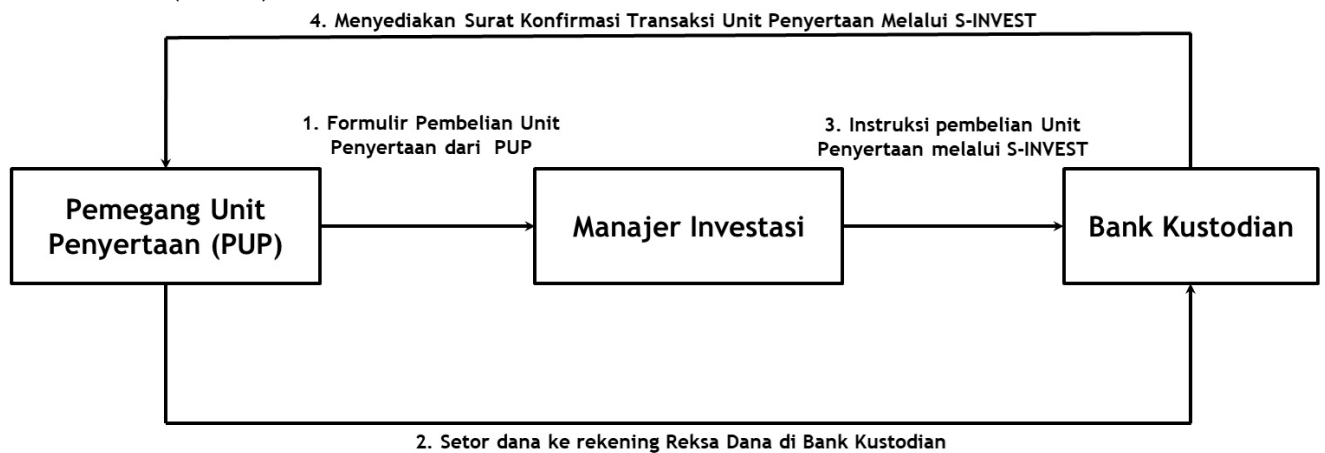 4. Menyediakan Surat Konfirmasi Transaksi Unit Penyertaan Melalui S-INVEST
1. Formulir Pembelian Unit
Penyertaan dari PUP
3. Instruksi pembelian Unit
Penyertaan melalui S-INVEST
Pemegang Unit
Penyertaan (PUP)
Manajer Investasi
Bank Kustodian
2. Setor dana ke rekening Reksa Dana di Bank Kustodian